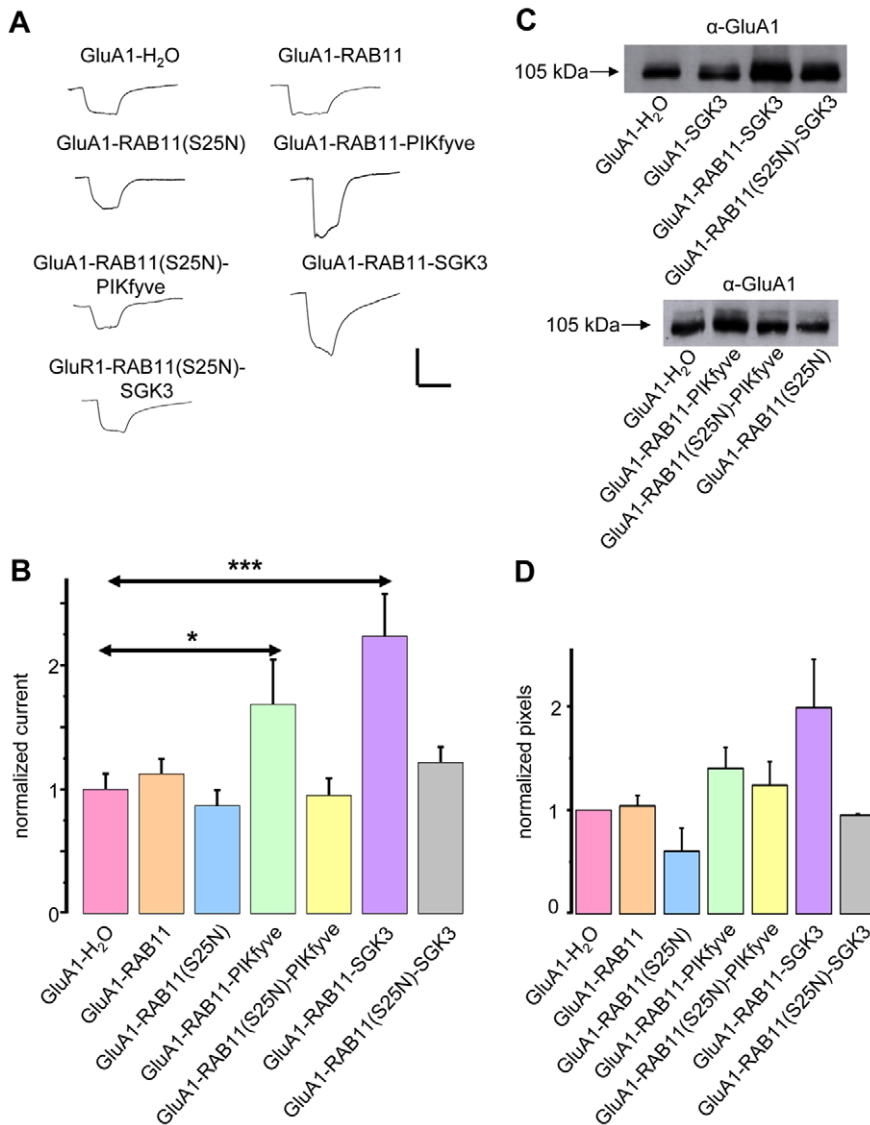 A
GluA1-H₂O
GluA1-RAB11
GluA1-RAB11(S25N)
GluA1-RAB11-PIKfyve
GluA1-RAB11(S25N)-
PIKfyve
GluA1-RAB11-SGK3
GluR1-RAB11(S25N)-
SGK3
C
α-GluA1
105 kDa
GluA1-H₂O
GluA1-SGK3
GluA1-RAB11-SGK3
GluA1-RAB11(S25N)-SGK3
α-GluA1
105 kDa
GluA1-H₂O
GluA1-RAB11-PIKfyve
GluA1-RAB11(S25N)-PIKfyve
GluA1-RAB11(S25N)
B
***
*
normalized current
2
1
0
GluA1-H₂O
GluA1-RAB11
GluA1-RAB11(S25N)
GluA1-RAB11-PIKfyve
GluA1-RAB11(S25N)-PIKfyve
GluA1-RAB11-SGK3
GluA1-RAB11(S25N)-SGK3
D
normalized pixels
2
1
0
GluA1-H₂O
GluA1-RAB11
GluA1-RAB11(S25N)
GluA1-RAB11-PIKfyve
GluA1-RAB11(S25N)-PIKfyve
GluA1-RAB11-SGK3
GluA1-RAB11(S25N)-SGK3